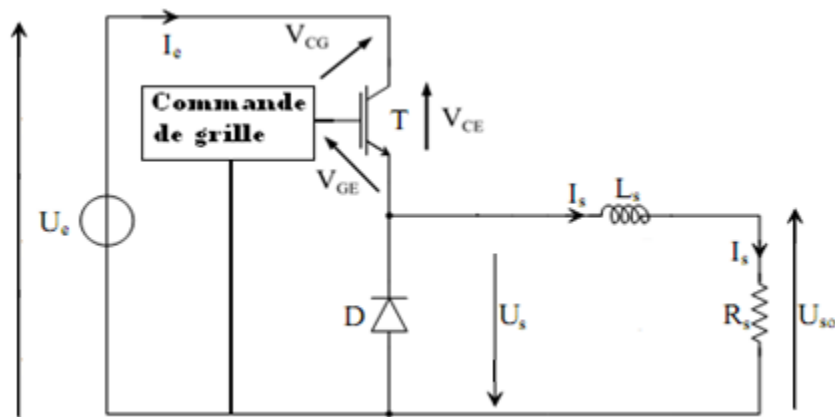 I_e
V_CG
Commande
de grille
T
V_CE
V_GE
U_e
I_s
L_s
I_s
D
U_s
R_s
U_so